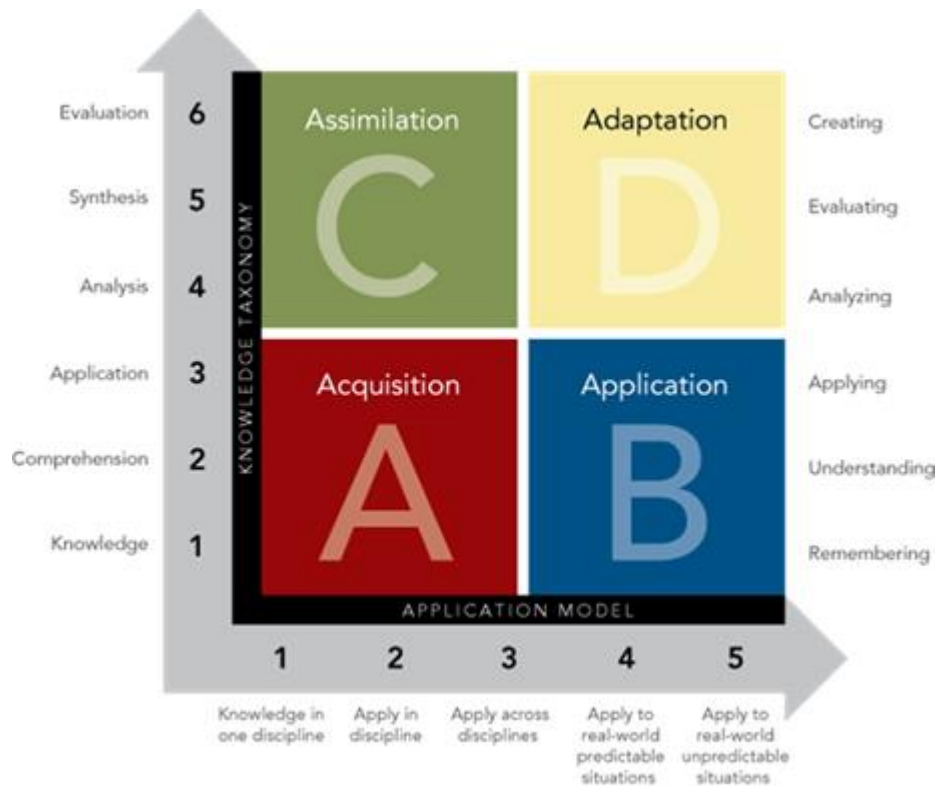 Evaluation 6 Assimilation Adaptation Creating
C D
Synthesis 5 Evaluating
Analysis 4 Analyzing
KNOWLEDGE TAXONOMY
Application 3 Acquisition Application Applying
A B
Comprehension 2 Understanding
Knowledge 1 Remembering
APPLICATION MODEL
1 2 3 4 5
Knowledge in one discipline
Apply in discipline
Apply across disciplines
Apply to real-world predictable situations
Apply to real-world unpredictable situations